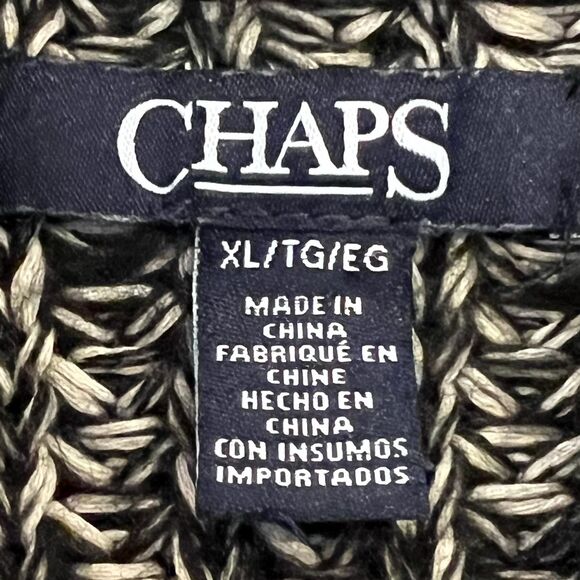 CHAPS
XL/TG/EG
MADE IN
CHINA
FABRIQUÉ EN
CHINE
HECHO EN
CHINA
CON INSUMOS
IMPORTADOS